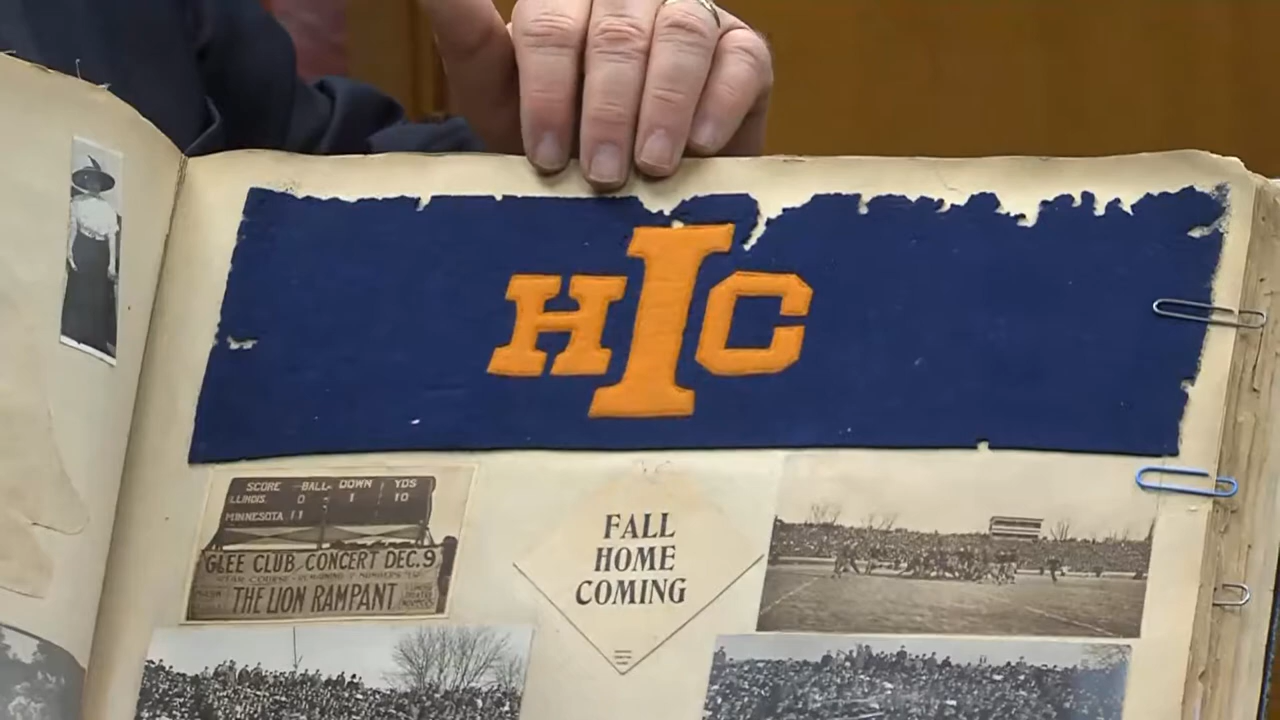 HIC
SCORE BALL DOWN YDS
ILLINOIS. 0 1 10
MINNESOTA 11
GLEE CLUB CONCERT DEC. 9
THE LION RAMPANT
FALL
HOME
COMING